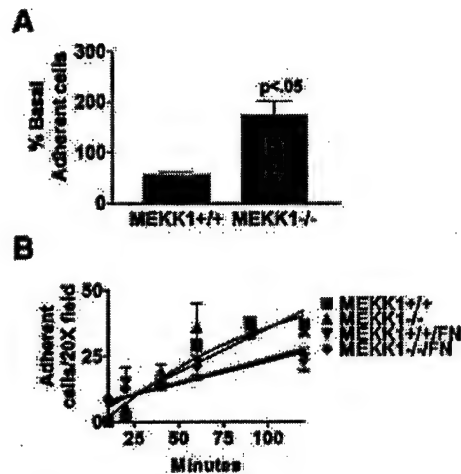 A
% Basal
Adherent cells
300
200
100
0
p<.05
MEKK1+/+ MEKK1-/-
B
Adherent
cells/20X field
50
25
0
25 50 75 100
Minutes
MEKK1+/+
MEKK1-/-
MEKK1+/+/FN
MEKK1-/-/FN